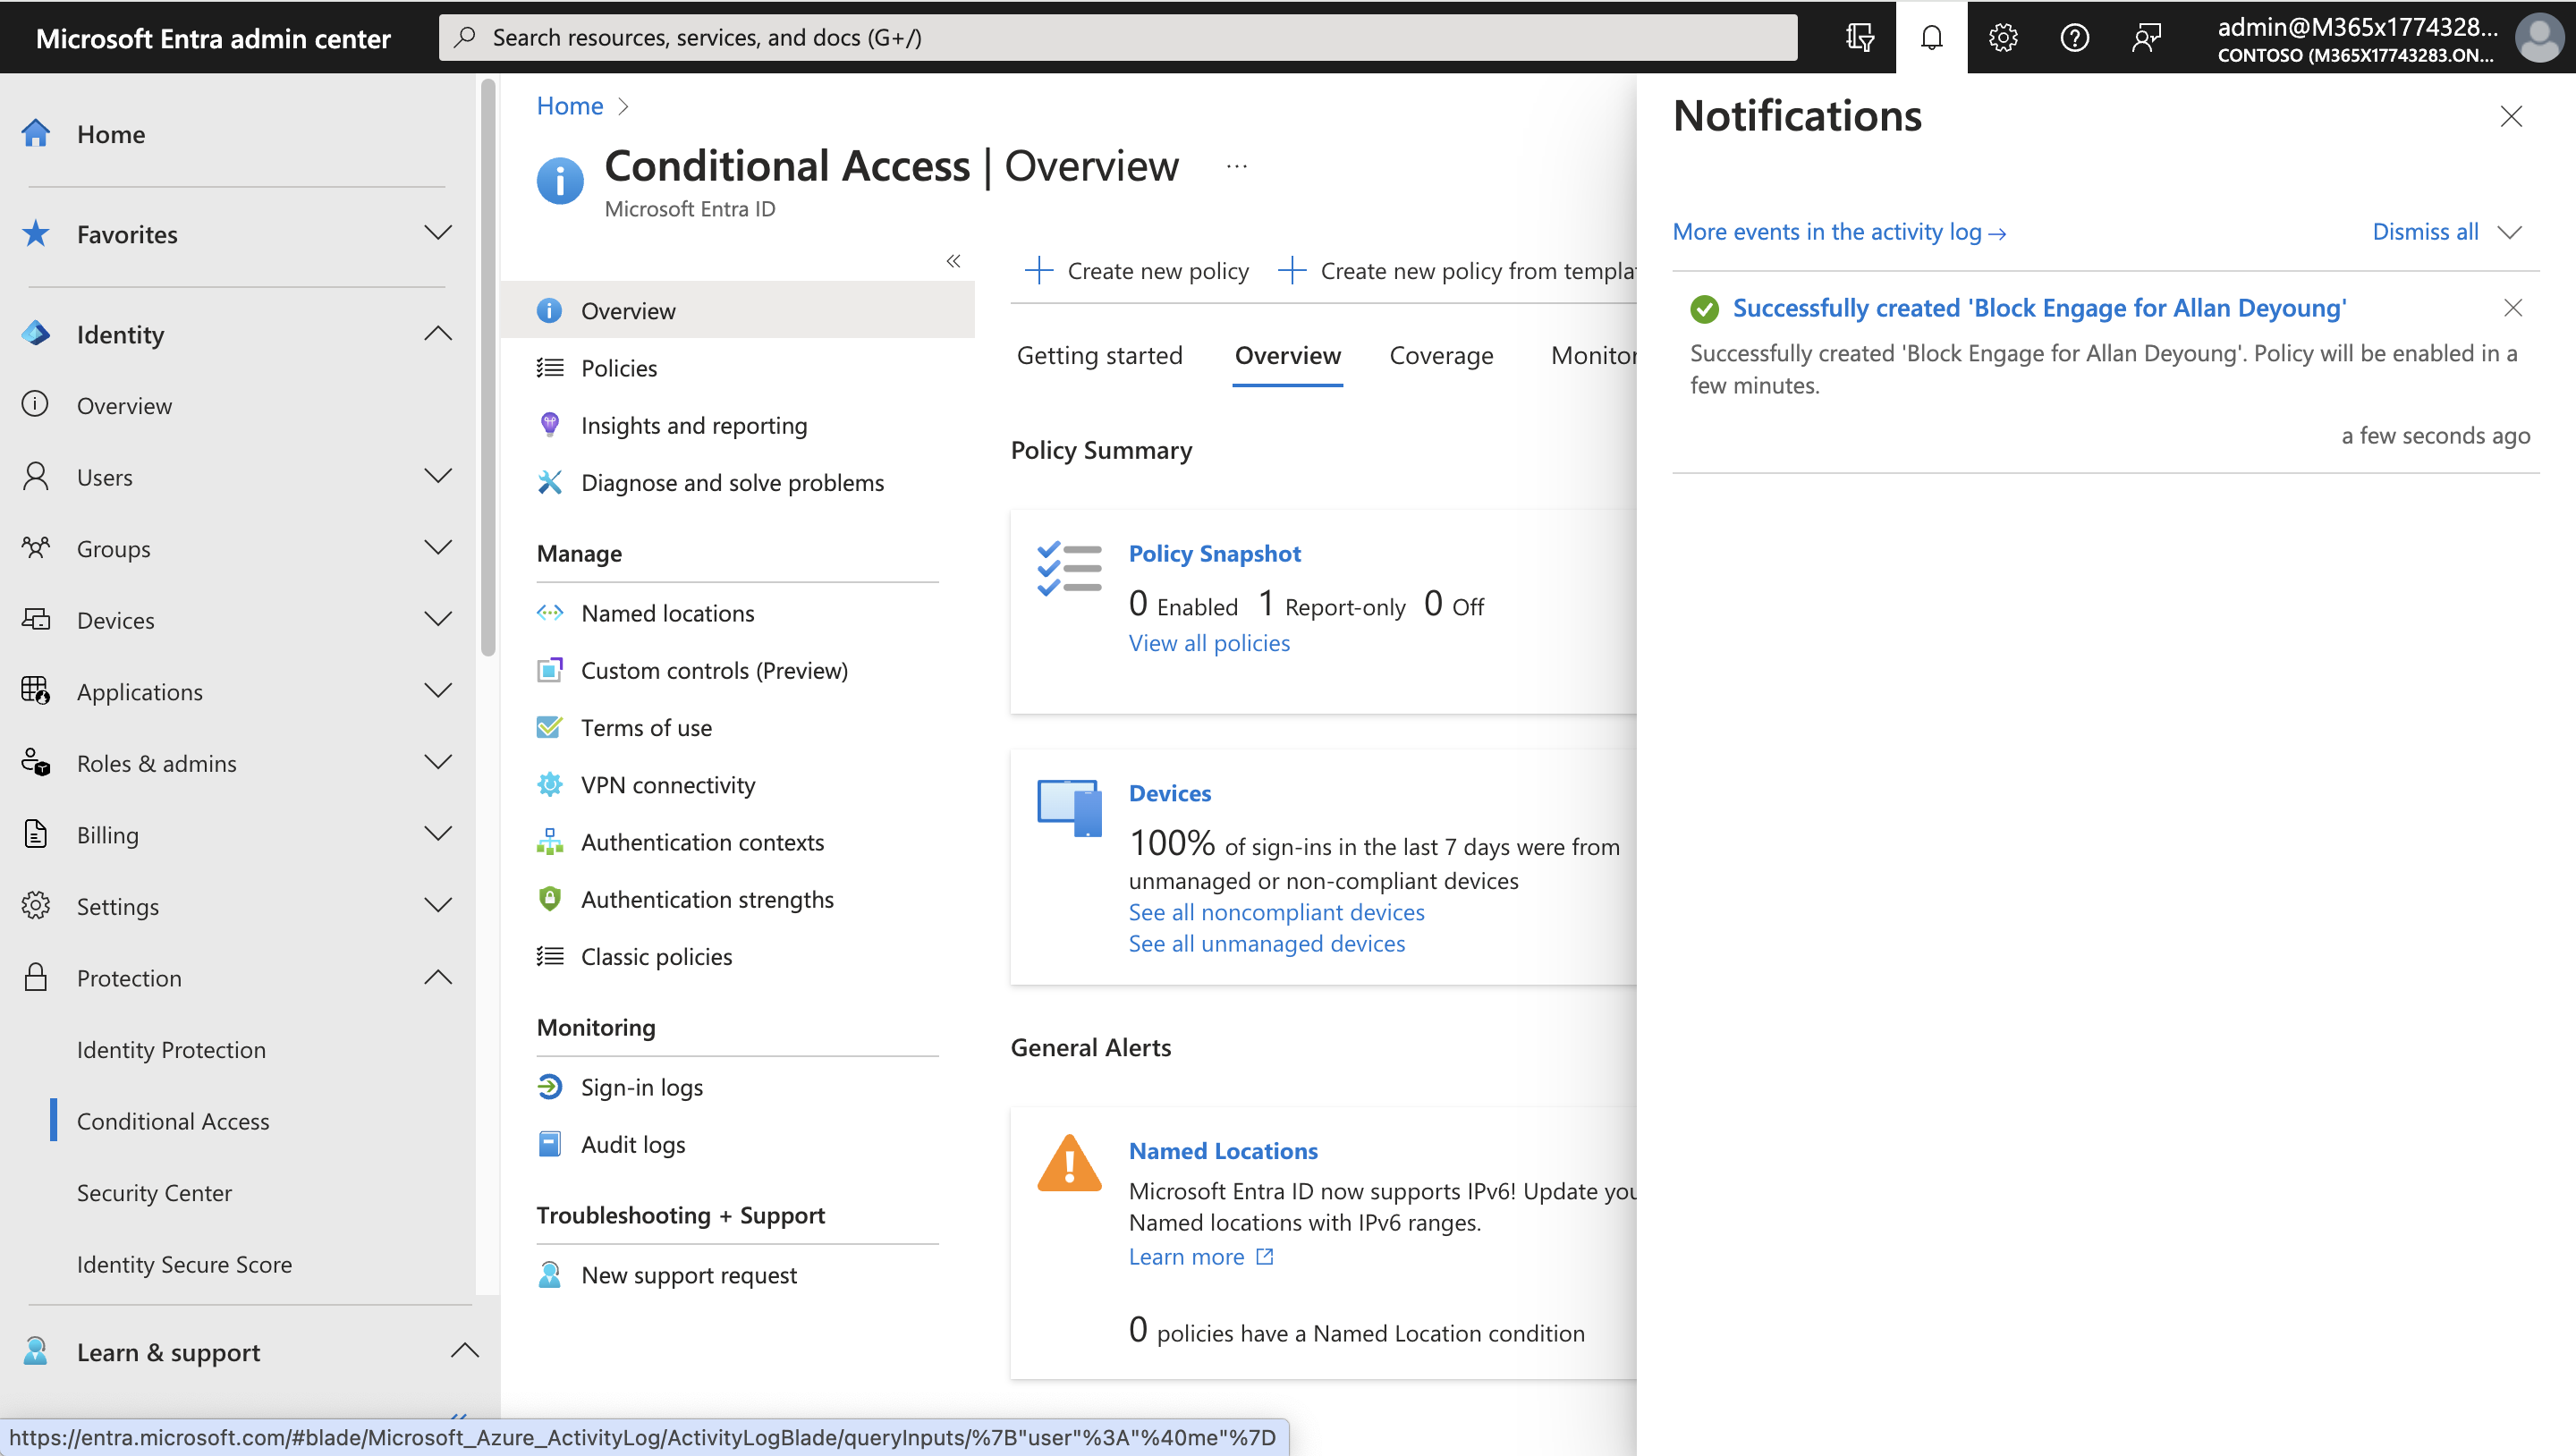 Microsoft Entra admin center
Search resources, services, and docs (G+/)
admin@M365x1774328...
CONTOSO (M365X17743283.ON...
Home
Favorites
Identity
Overview
Users
Groups
Devices
Applications
Roles & admins
Billing
Settings
Protection
Identity Protection
Conditional Access
Security Center
Identity Secure Score
Learn & support
Home
Conditional Access | Overview
Microsoft Entra ID
Overview
Policies
Insights and reporting
Diagnose and solve problems
Manage
Named locations
Custom controls (Preview)
Terms of use
VPN connectivity
Authentication contexts
Authentication strengths
Classic policies
Monitoring
Sign-in logs
Audit logs
Troubleshooting + Support
New support request
Create new policy Create new policy from templat
Getting started Overview Coverage Monitor
Policy Summary
Policy Snapshot
0 Enabled 1 Report-only 0 Off
View all policies
Devices
100% of sign-ins in the last 7 days were from
unmanaged or non-compliant devices
See all noncompliant devices
See all unmanaged devices
General Alerts
Named Locations
Microsoft Entra ID now supports IPv6! Update you
Named locations with IPv6 ranges.
Learn more
0 policies have a Named Location condition
Notifications
More events in the activity log → Dismiss all
Successfully created 'Block Engage for Allan Deyoung'
Successfully created 'Block Engage for Allan Deyoung'. Policy will be enabled in a
few minutes.
a few seconds ago
https://entra.microsoft.com/#blade/Microsoft_Azure_ActivityLog/ActivityLogBlade/queryInputs/%7B"user"%3A"%40me"%7D